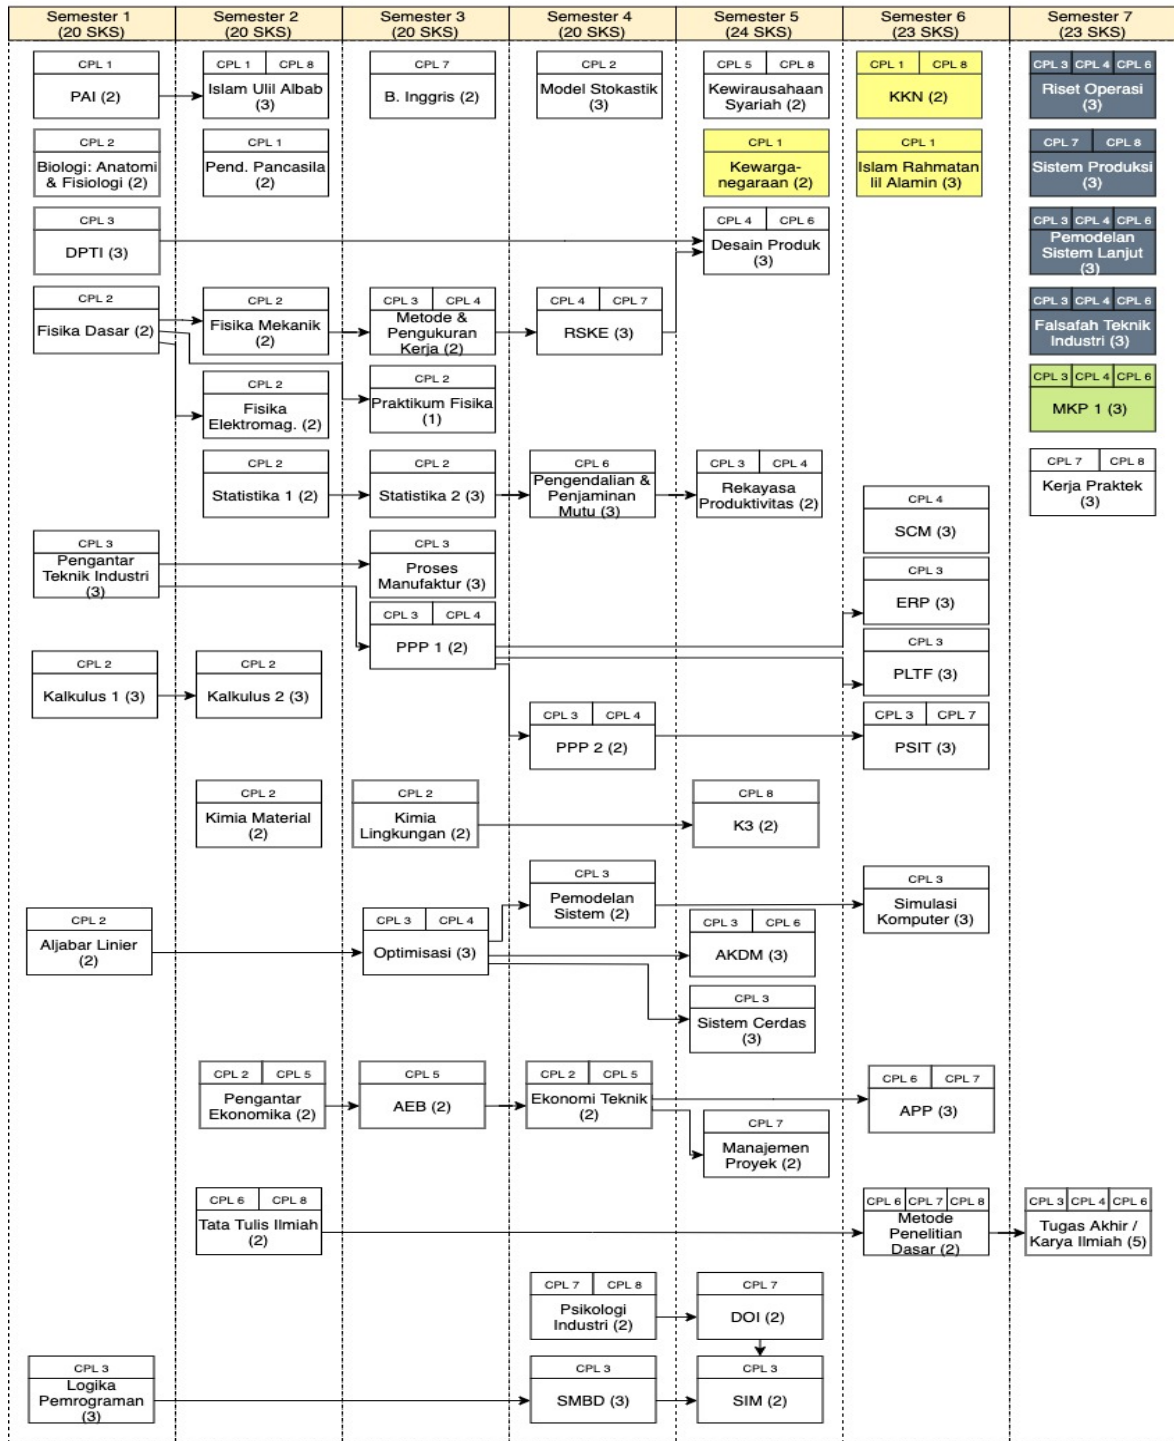 Semester 1
(20 SKS)
Semester 2
(20 SKS)
Semester 3
(20 SKS)
Semester 4
(20 SKS)
Semester 5
(24 SKS)
Semester 6
(23 SKS)
Semester 7
(23 SKS)
CPL 1
PAI (2)
CPL 1 CPL 8
Islam Ulil Albab
(3)
CPL 7
B. Inggris (2)
CPL 2
Model Stokastik
(3)
CPL 5 CPL 8
Kewirausahaan
Syariah (2)
CPL 1 CPL 8
KKN (2)
CPL 3 CPL 4 CPL 6
Riset Operasi
(3)
CPL 2
Biologi: Anatomi
& Fisiologi (2)
CPL 1
Pend. Pancasila
(2)
CPL 1
Kewarga-
negaraan (2)
CPL 1
Islam Rahmatan
lil Alamin (3)
CPL 7 CPL 8
Sistem Produksi
(3)
CPL 3
DPTI (3)
CPL 4 CPL 6
Desain Produk
(3)
CPL 3 CPL 4 CPL 6
Pemodelan
Sistem Lanjut
(3)
CPL 2
Fisika Dasar (2)
CPL 2
Fisika Mekanik
(2)
CPL 3 CPL 4
Metode &
Pengukuran
Kerja (2)
CPL 4 CPL 7
RSKE (3)
CPL 3 CPL 4 CPL 6
Falsafah Teknik
Industri (3)
CPL 2
Fisika
Elektromag. (2)
CPL 2
Praktikum Fisika
(1)
CPL 3 CPL 4 CPL 6
MKP 1 (3)
CPL 2
Statistika 1 (2)
CPL 2
Statistika 2 (3)
CPL 6
Pengendalian &
Penjaminan
Mutu (3)
CPL 3 CPL 4
Rekayasa
Produktivitas (2)
CPL 4
SCM (3)
CPL 7 CPL 8
Kerja Praktek
(3)
CPL 3
Pengantar
Teknik Industri
(3)
CPL 3
Proses
Manufaktur (3)
CPL 3
ERP (3)
CPL 3 CPL 4
PPP 1 (2)
CPL 3
PLTF (3)
CPL 2
Kalkulus 1 (3)
CPL 2
Kalkulus 2 (3)
CPL 3 CPL 4
PPP 2 (2)
CPL 3 CPL 7
PSIT (3)
CPL 2
Kimia Material
(2)
CPL 2
Kimia
Lingkungan (2)
CPL 8
K3 (2)
CPL 2
Aljabar Linier
(2)
CPL 3 CPL 4
Optimisasi (3)
CPL 3
Pemodelan
Sistem (2)
CPL 3 CPL 6
AKDM (3)
CPL 3
Simulasi
Komputer (3)
CPL 3
Sistem Cerdas
(3)
CPL 2 CPL 5
Pengantar
Ekonomika (2)
CPL 5
AEB (2)
CPL 2 CPL 5
Ekonomi Teknik
(2)
CPL 7
Manajemen
Proyek (2)
CPL 6 CPL 7
APP (3)
CPL 6 CPL 8
Tata Tulis Ilmiah
(2)
CPL 6 CPL 7 CPL 8
Metode
Penelitian
Dasar (2)
CPL 3 CPL 4 CPL 6
Tugas Akhir /
Karya Ilmiah (5)
CPL 7 CPL 8
Psikologi
Industri (2)
CPL 7
DOI (2)
CPL 3
Logika
Pemrograman
(3)
CPL 3
SMBD (3)
CPL 3
SIM (2)